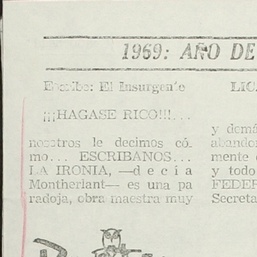 1969: AÑO DE
Escribe: El Insurgente
LIC
¡¡¡HAGASE RICO!!!...
nosotros le decimos có-
mo... ESCRIBANOS...
LA IRONIA, —decía
Montherlant— es una pa
radoja, obra maestra muy
y demá
abandon
mente
y todo
FEDER
Secreta